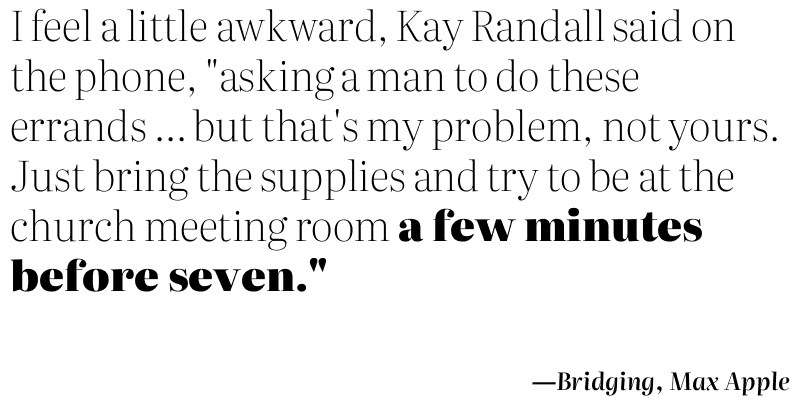 I feel a little awkward, Kay Randall said on
the phone, "asking a man to do these
errands ... but that's my problem, not yours.
Just bring the supplies and try to be at the
church meeting room a few minutes
before seven."
—Bridging, Max Apple